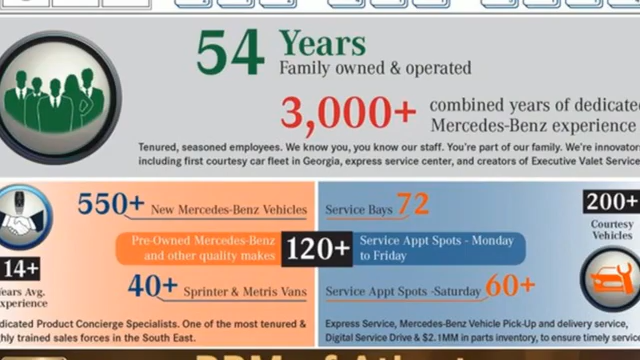 54 Years
Family owned & operated
3,000+ combined years of dedicated
Mercedes-Benz experience
Tenured, seasoned employees. We know you, you know our staff. You're part of our family. We're innovators
including first courtesy car fleet in Georgia, express service center, and creators of Executive Valet Service
550+ New Mercedes-Benz Vehicles
Pre-Owned Mercedes-Benz
and other quality makes
120+
40+ Sprinter & Metris Vans
14+
Years Avg.
Experience
dicated Product Concierge Specialists. One of the most tenured &
hly trained sales forces in the South East.
Service Bays 72
Service Appt Spots - Monday
to Friday
Service Appt Spots -Saturday 60+
200+
Courtesy
Vehicles
Express Service, Mercedes-Benz Vehicle Pick-Up and delivery service,
Digital Service Drive & $2.1MM in parts inventory, to ensure timely service